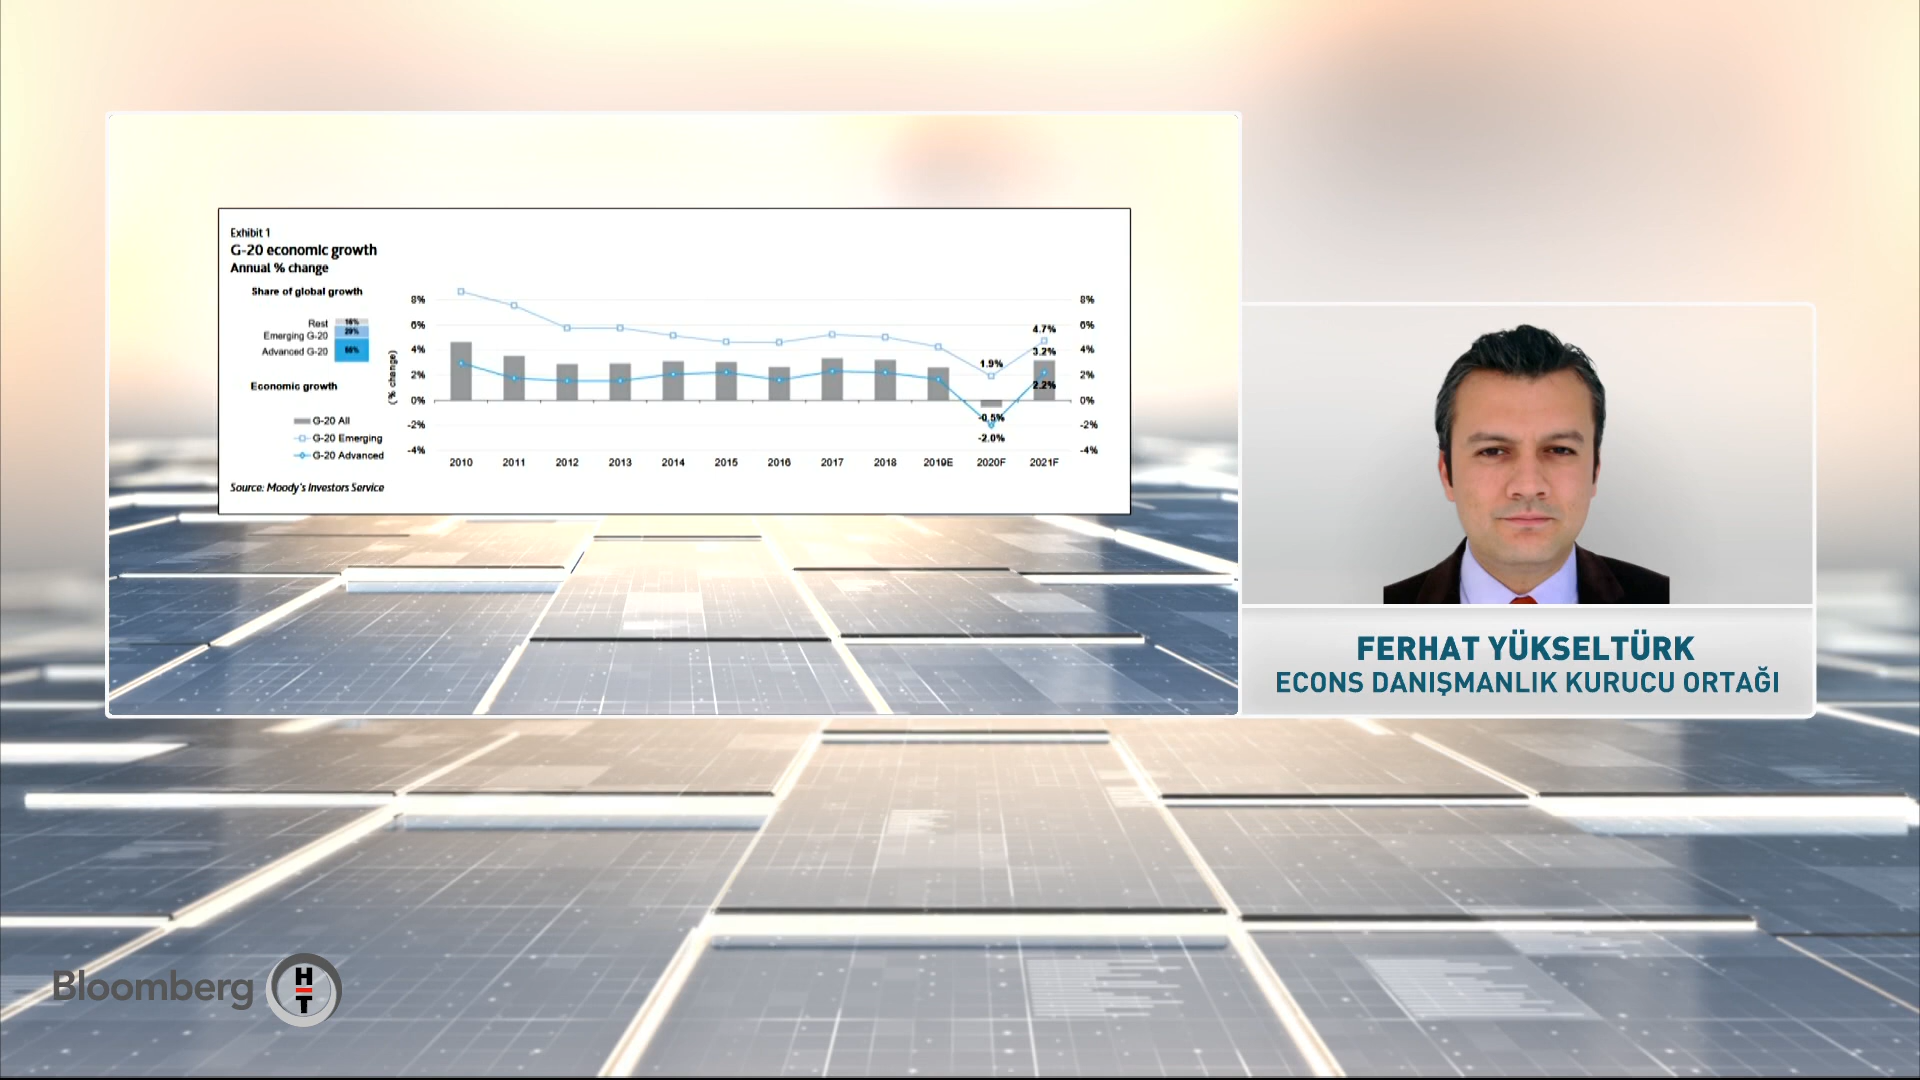 Exhibit 1
G-20 economic growth
Annual % change
Share of global growth
Rest 16%
Emerging G-20 29%
Advanced G-20
Economic growth
G-20 All
G-20 Emerging
G-20 Advanced
(% change)
8%
6%
4%
2%
0%
-2%
-4%
1.9%
-0.5%
-2.0%
4.7%
3.2%
2.2%
8%
6%
4%
2%
0%
-2%
-4%
2010 2011 2012 2013 2014 2015 2016 2017 2018 2019E 2020F 2021F
Source: Moody's Investors Service
FERHAT YÜKSELTÜRK
ECONS DANIŞMANLIK KURUCU ORTAĞI
Bloomberg HT